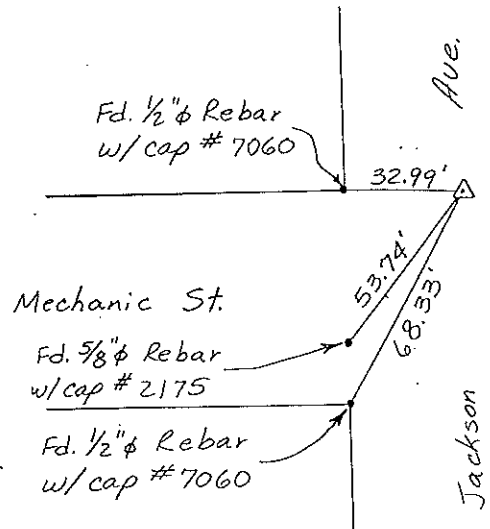 Ave.
Fd. 1/2"ɸ Rebar
w/ cap # 7060
32.99'
53.74'
68.33'
Mechanic St.
Fd. 5/8"ɸ Rebar
w/ cap # 2175
Fd. 1/2"ɸ Rebar
w/ cap # 7060
Jackson